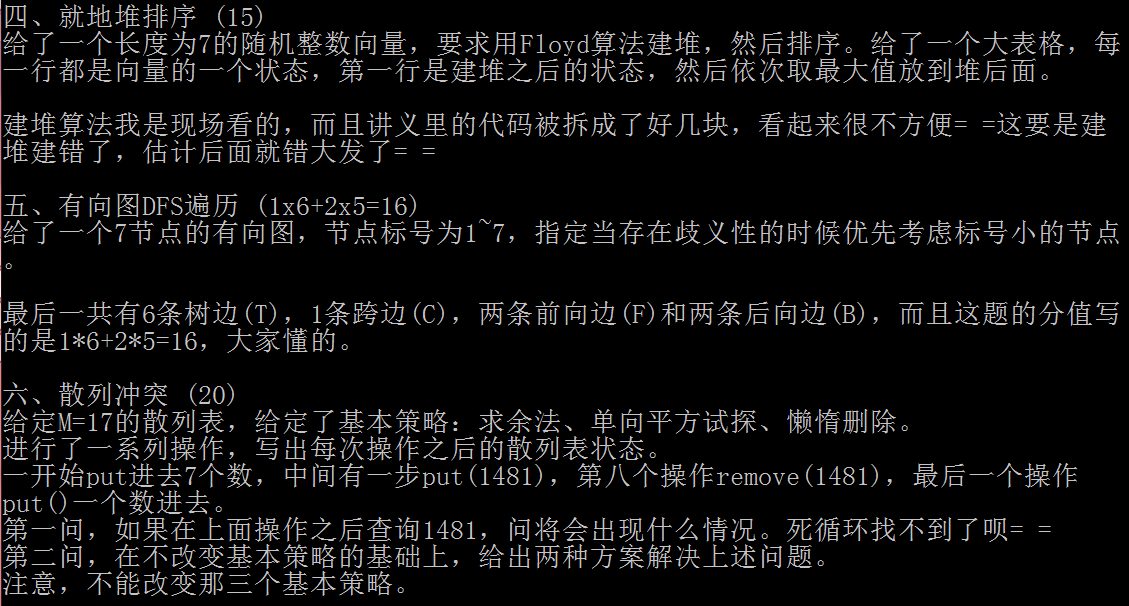 四、就地堆排序 (15)
给了一个长度为7的随机整数向量，要求用Floyd算法建堆，然后排序。给了一个大表格，每
一行都是向量的一个状态，第一行是建堆之后的状态，然后依次取最大值放到堆后面。
建堆算法我是现场看的，而且讲义里的代码被拆成了好几块，看起来很不方便= =这要是建
堆建错了，估计后面就错大发了= =
五、有向图DFS遍历 (1x6+2x5=16)
给了一个7节点的有向图，节点标号为1~7，指定当存在歧义性的时候优先考虑标号小的节点
。
最后一共有6条树边(T)，1条跨边(C)，两条前向边(F)和两条后向边(B)，而且这题的分值写
的是1*6+2*5=16，大家懂的。
六、散列冲突 (20)
给定M=17的散列表，给定了基本策略：求余法、单向平方试探、懒惰删除。
进行了一系列操作，写出每次操作之后的散列表状态。
一开始put进去7个数，中间有一步put(1481)，第八个操作remove(1481)，最后一个操作
put()一个数进去。
第一问，如果在上面操作之后查询1481，问将会出现什么情况。死循环找不到了呗= =
第二问，在不改变基本策略的基础上，给出两种方案解决上述问题。
注意，不能改变那三个基本策略。